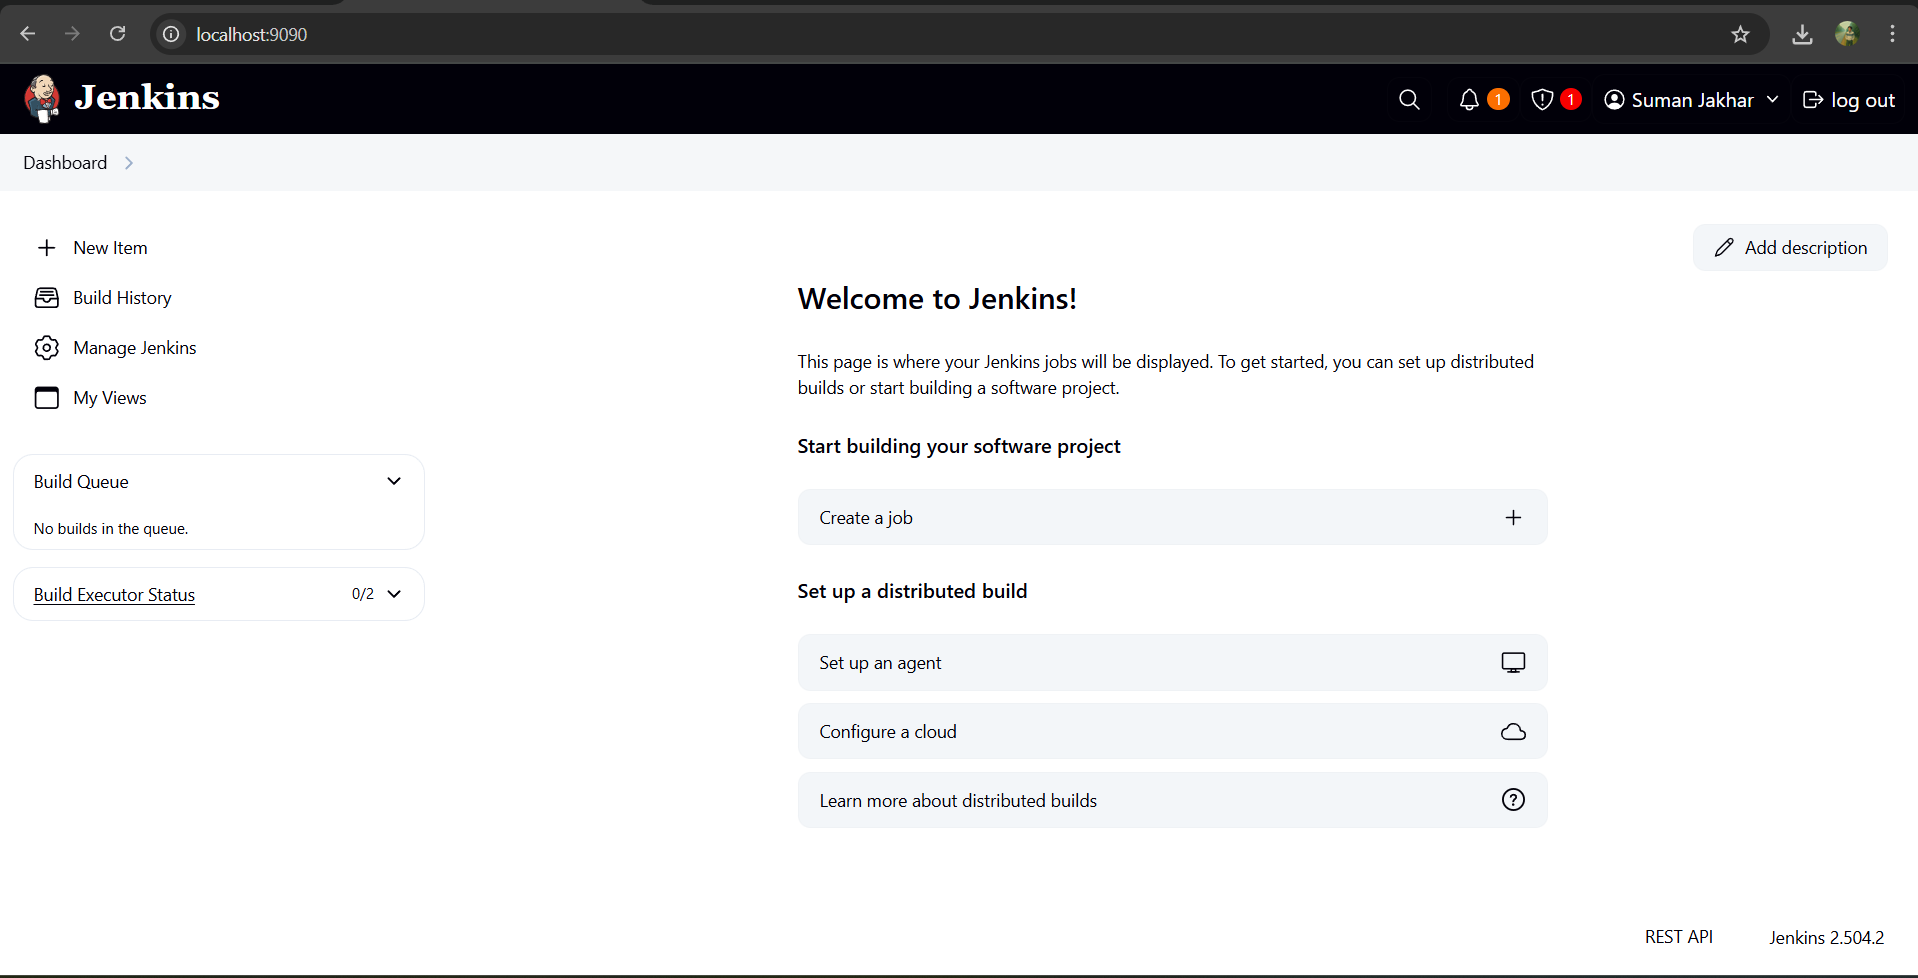 localhost:9090
Jenkins
1
1
Suman Jakhar
log out
Dashboard
New Item
Build History
Manage Jenkins
My Views
Build Queue
No builds in the queue.
Build Executor Status
0/2
Add description
Welcome to Jenkins!
This page is where your Jenkins jobs will be displayed. To get started, you can set up distributed
builds or start building a software project.
Start building your software project
Create a job
Set up a distributed build
Set up an agent
Configure a cloud
Learn more about distributed builds
REST API
Jenkins 2.504.2